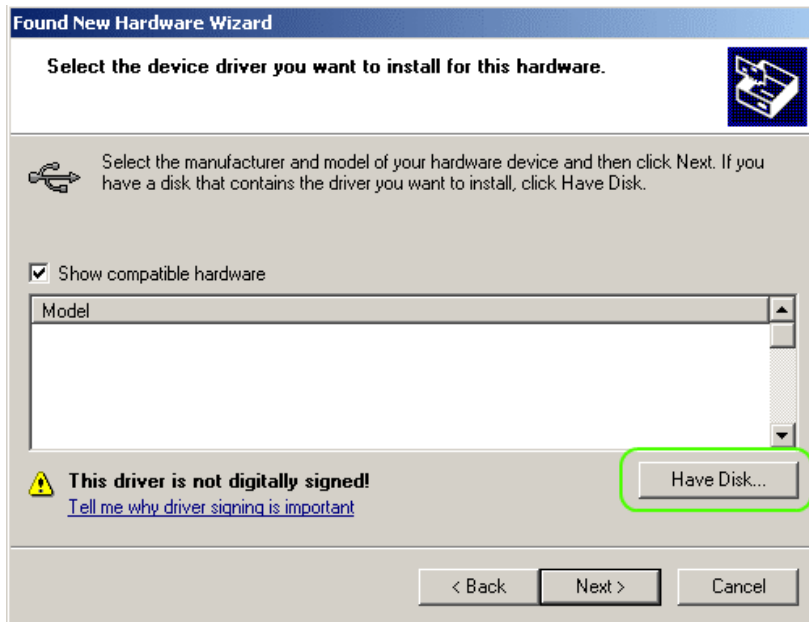 Found New Hardware Wizard
Select the device driver you want to install for this hardware.
Select the manufacturer and model of your hardware device and then click Next. If you
have a disk that contains the driver you want to install, click Have Disk.
Show compatible hardware
Model
This driver is not digitally signed!
Tell me why driver signing is important
Have Disk...
< Back
Next >
Cancel